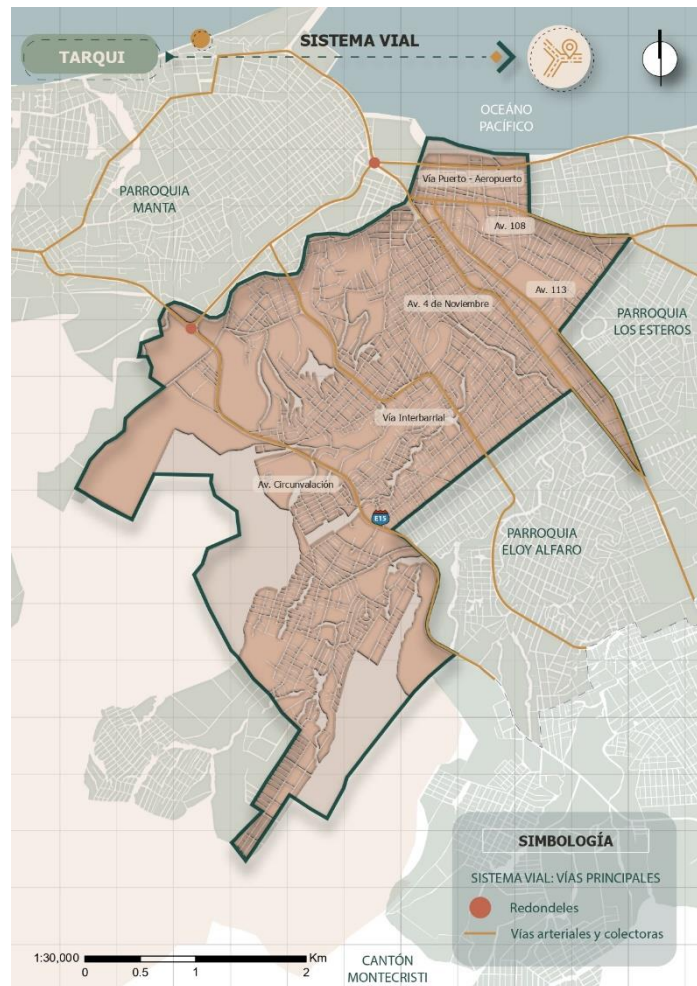 TARQUI
SISTEMA VIAL
OCEÁNO
PACÍFICO
PARROQUIA
MANTA
Vía Puerto - Aeropuerto
Av. 108
Av. 113
Av. 4 de Noviembre
PARROQUIA
LOS ESTEROS
Vía Interbarrial
Av. Circunvalación
E15
PARROQUIA
ELOY ALFARO
SIMBOLOGÍA
SISTEMA VIAL: VÍAS PRINCIPALES
Redondeles
Vías arteriales y colectoras
1:30,000
Km
0 0.5 1 2
CANTÓN
MONTECRISTI